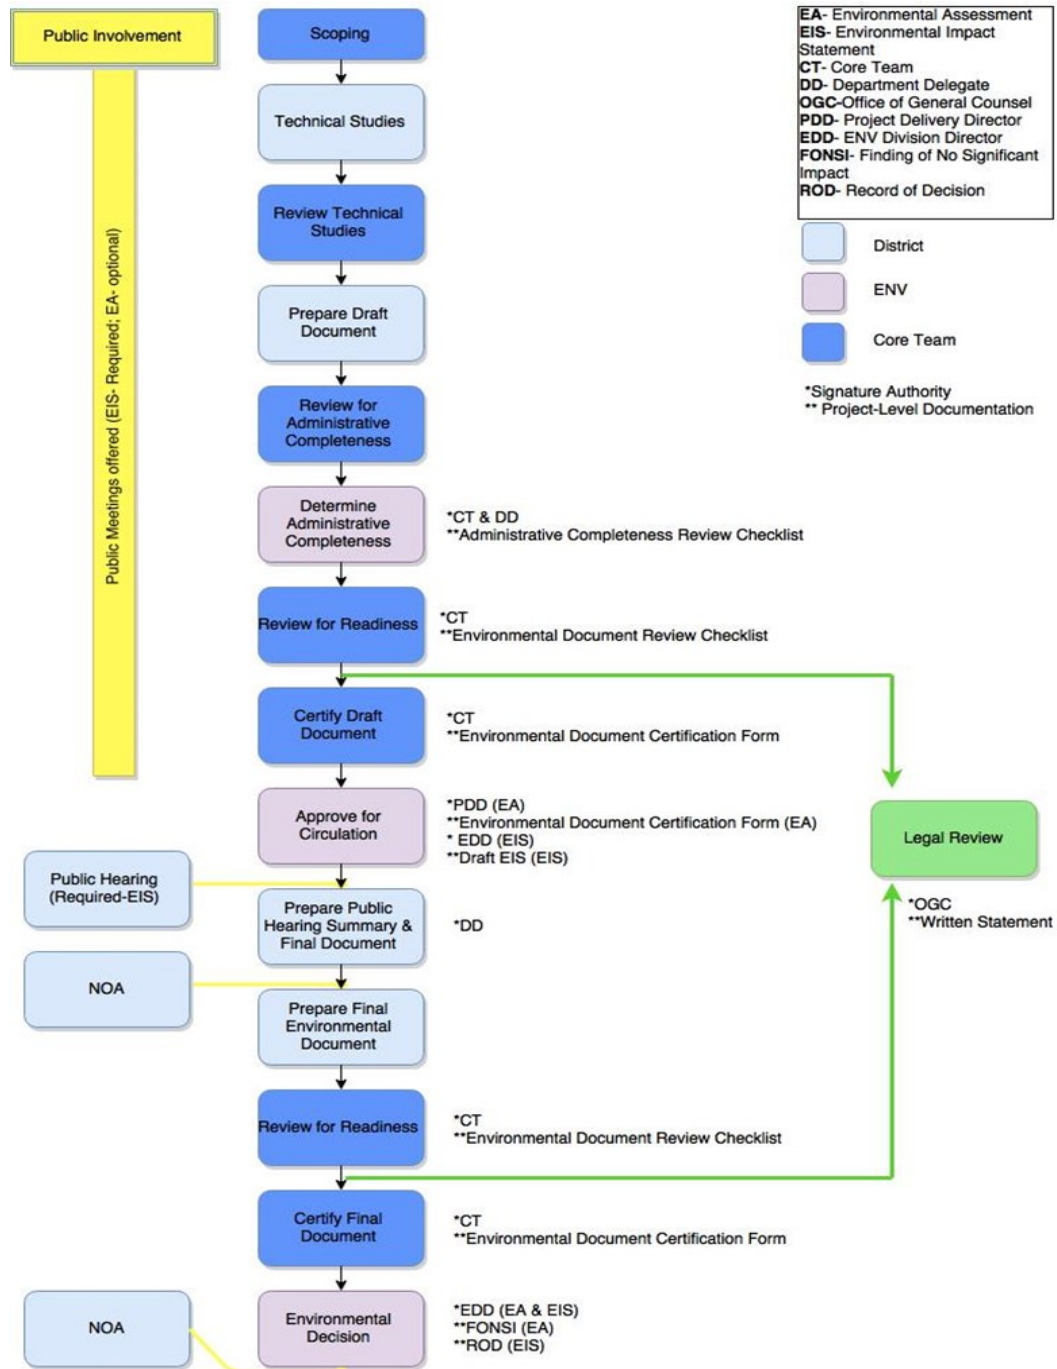 Public Involvement
Public Meetings offered (EIS- Required; EA- optional)
Scoping
Technical Studies
Review Technical
Studies
Prepare Draft
Document
Review for
Administrative
Completeness
Determine
Administrative
Completeness
*CT & DD
**Administrative Completeness Review Checklist
Review for Readiness
*CT
**Environmental Document Review Checklist
Certify Draft
Document
*CT
**Environmental Document Certification Form
Approve for
Circulation
*PDD (EA)
**Environmental Document Certification Form (EA)
* EDD (EIS)
**Draft EIS (EIS)
Legal Review
*OGC
**Written Statement
Public Hearing
(Required-EIS)
Prepare Public
Hearing Summary &
Final Document
*DD
NOA
Prepare Final
Environmental
Document
Review for Readiness
*CT
**Environmental Document Review Checklist
Certify Final
Document
*CT
**Environmental Document Certification Form
NOA
Environmental
Decision
*EDD (EA & EIS)
**FONSI (EA)
**ROD (EIS)
EA- Environmental Assessment
EIS- Environmental Impact
Statement
CT- Core Team
DD- Department Delegate
OGC-Office of General Counsel
PDD- Project Delivery Director
EDD- ENV Division Director
FONSI- Finding of No Significant
Impact
ROD- Record of Decision
District
ENV
Core Team
*Signature Authority
** Project-Level Documentation